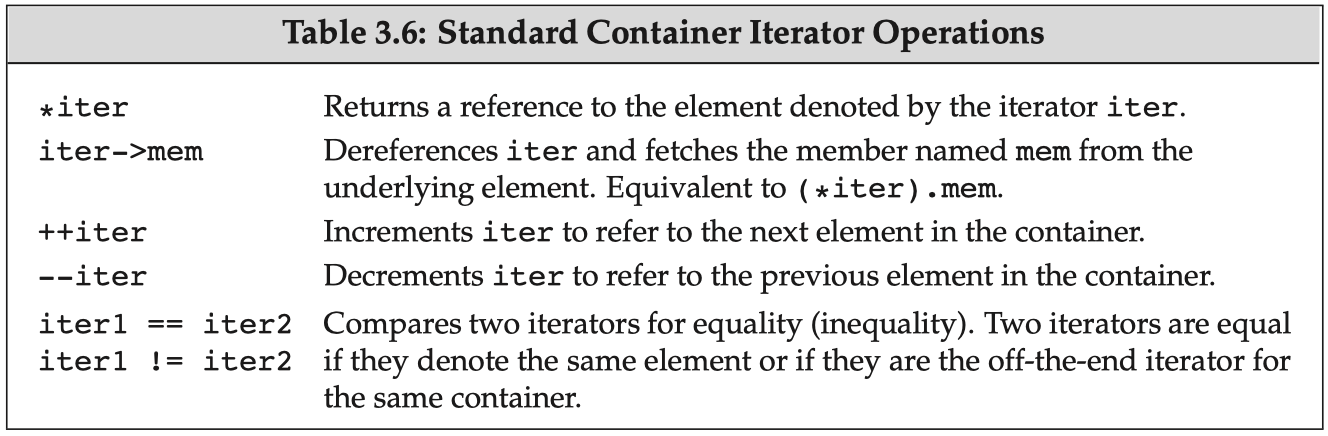 Table 3.6: Standard Container Iterator Operations
*iter Returns a reference to the element denoted by the iterator iter.
iter->mem Dereferences iter and fetches the member named mem from the
underlying element. Equivalent to (*iter).mem.
++iter Increments iter to refer to the next element in the container.
--iter Decrements iter to refer to the previous element in the container.
iter1 == iter2 Compares two iterators for equality (inequality). Two iterators are equal
iter1 != iter2 if they denote the same element or if they are the off-the-end iterator for
the same container.